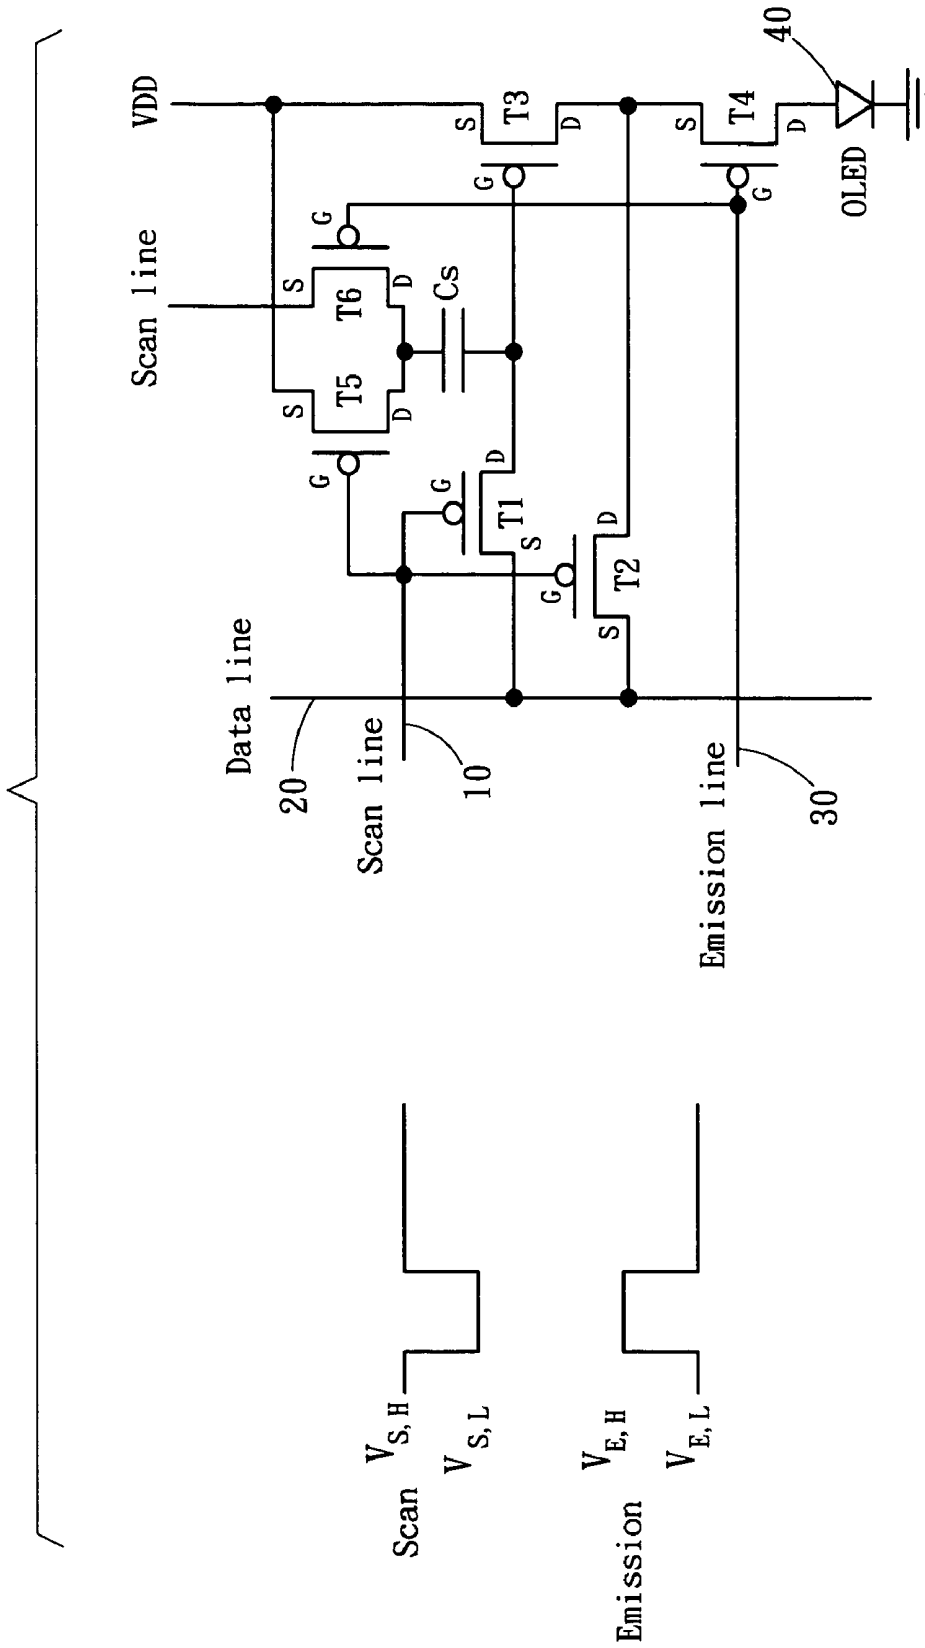 VDD
Scan line
S
T3
G
D
S
T4
G
D
OLED
40
S
T6
G
D
S
T5
G
D
Cs
G
T1
S
D
G
T2
S
D
Data line
20
Scan line
10
Emission line
30
Scan
V S, H
V S, L
Emission
V E, H
V E, L